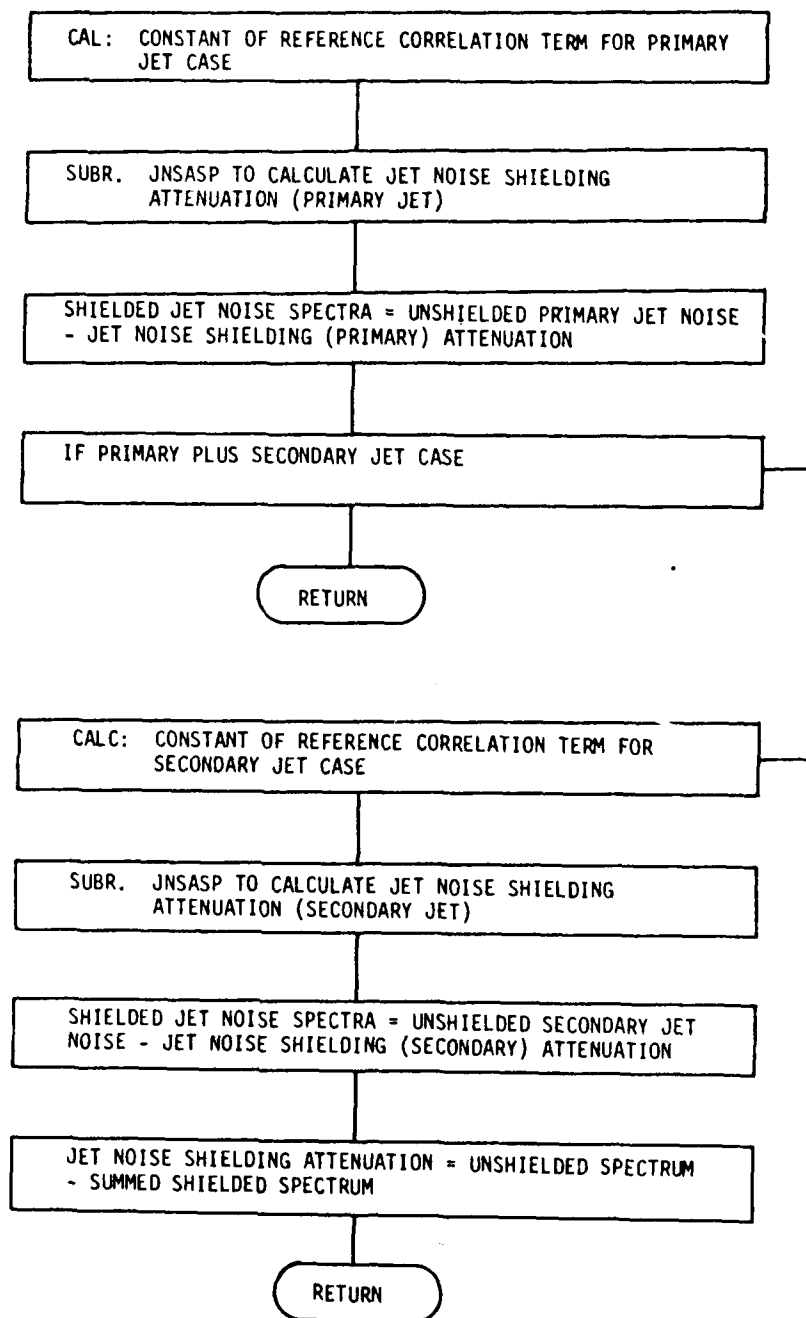 CAL: CONSTANT OF REFERENCE CORRELATION TERM FOR PRIMARY
JET CASE
SUBR. JNSASP TO CALCULATE JET NOISE SHIELDING
ATTENUATION (PRIMARY JET)
SHIELDED JET NOISE SPECTRA = UNSHIELDED PRIMARY JET NOISE
- JET NOISE SHIELDING (PRIMARY) ATTENUATION
IF PRIMARY PLUS SECONDARY JET CASE
RETURN
CALC: CONSTANT OF REFERENCE CORRELATION TERM FOR
SECONDARY JET CASE
SUBR. JNSASP TO CALCULATE JET NOISE SHIELDING
ATTENUATION (SECONDARY JET)
SHIELDED JET NOISE SPECTRA = UNSHIELDED SECONDARY JET
NOISE - JET NOISE SHIELDING (SECONDARY) ATTENUATION
JET NOISE SHIELDING ATTENUATION = UNSHIELDED SPECTRUM
- SUMMED SHIELDED SPECTRUM
RETURN